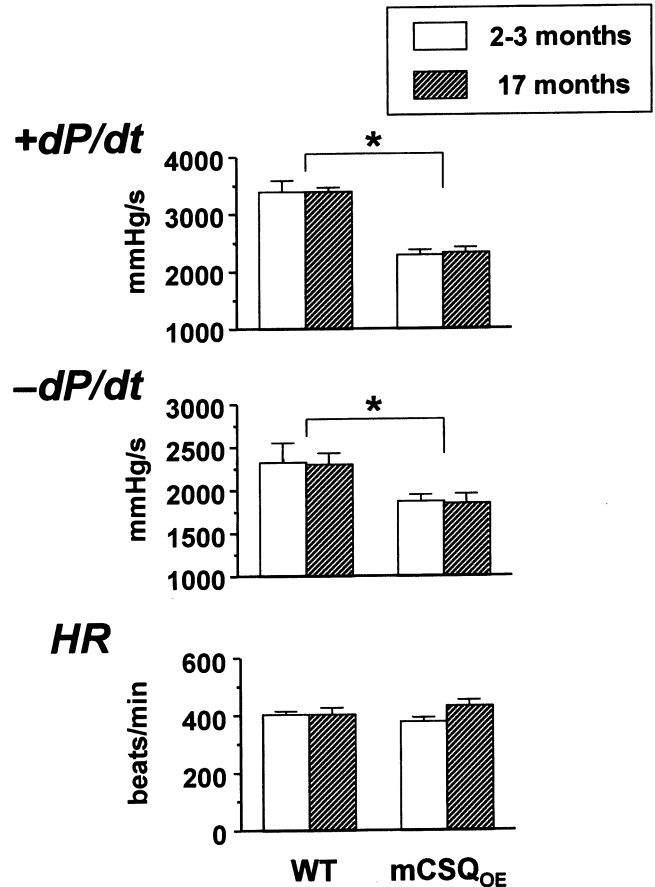 2-3 months
17 months
+dP/dt
*
4000
3000
2000
1000
mmHg/s
–dP/dt
*
3000
2500
2000
1500
1000
mmHg/s
HR
600
400
200
0
beats/min
WT mCSQOE